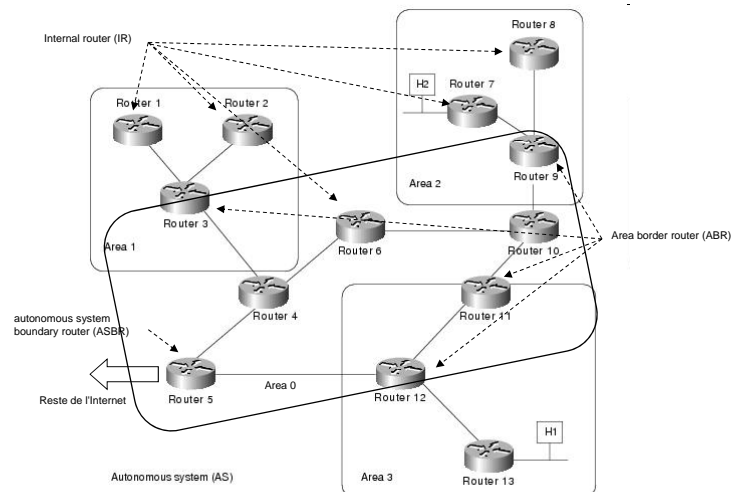 Router 8
Internal router (IR)
H2
Router 7
Router 1
Router 2
Router 9
Area 2
Router 3
Router 6
Router 10
Area border router (ABR)
Area 1
Router 4
Router 11
autonomous system
boundary router (ASBR)
Router 5
Area 0
Router 12
Reste de l'Internet
H1
Autonomous system (AS)
Area 3
Router 13